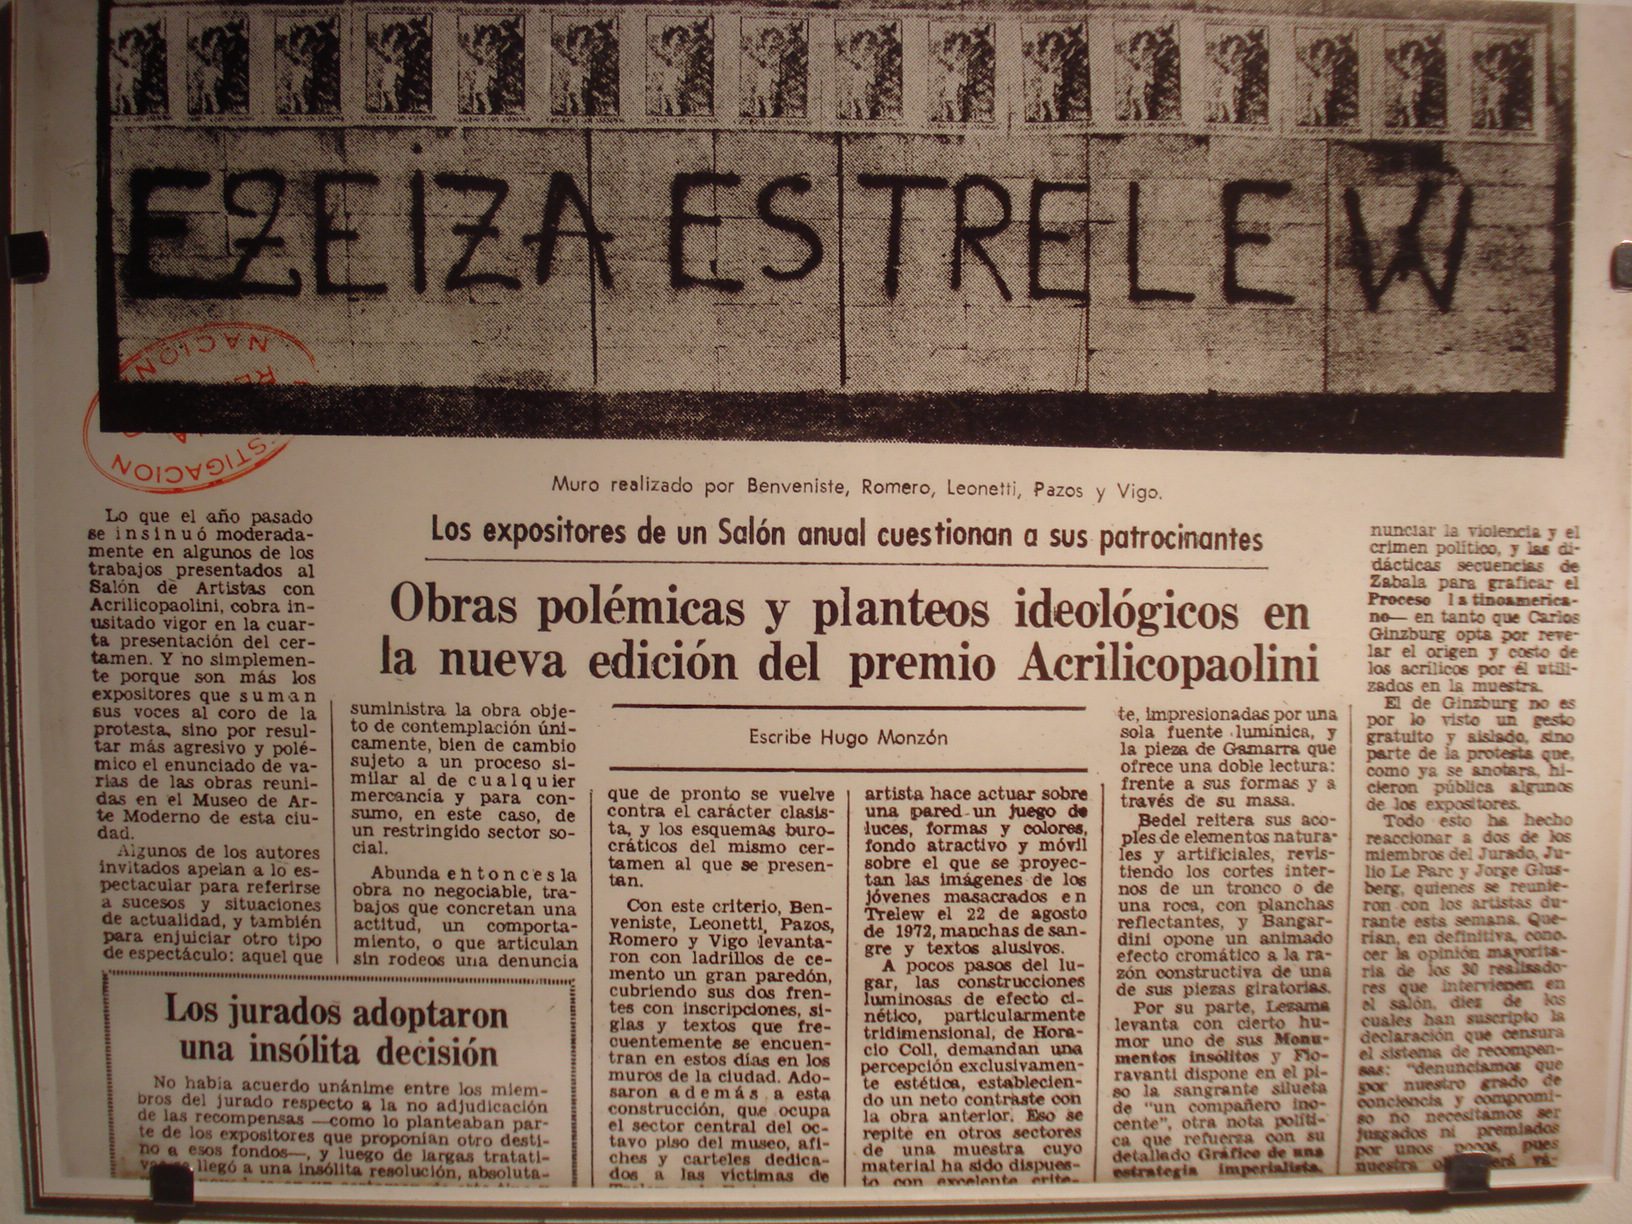 EZEIZA ES TRELEW
NACION
INVESTIGACION
Muro realizado por Benveniste, Romero, Leonetti, Pazos y Vigo.
Los expositores de un Salón anual cuestionan a sus patrocinantes
Obras polémicas y planteos ideológicos en
la nueva edición del premio Acrilicopaolini
Escribe Hugo Monzón
Lo que el año pasado
se insinuó moderada-
mente en algunos de los
trabajos presentados al
Salón de Artistas con
Acrilicopaolini, cobra in-
usitado vigor en la cuar-
ta presentación del cer-
tamen. Y no simplemen-
te porque son más los
expositores que suman
sus voces al coro de la
protesta, sino por resul-
tar más agresivo y polé-
mico el enunciado de va-
rias de las obras reuni-
das en el Museo de Ar-
te Moderno de esta ciu-
dad.
Algunos de los autores
invitados apelan a lo es-
pectacular para referirse
a sucesos y situaciones
de actualidad, y también
para enjuiciar otro tipo
de espectáculo: aquel que
suministra la obra obje-
to de contemplación úni-
camente, bien de cambio
sujeto a un proceso si-
milar al de cualquier
mercancia y para con-
sumo, en este caso, de
un restringido sector so-
cial.
Abunda entonces la
obra no negociable, tra-
bajos que concretan una
actitud, un comporta-
miento, o que articulan
sin rodeos una denuncia
que de pronto se vuelve
contra el carácter clasis-
ta, y los esquemas buro-
cráticos del mismo cer-
tamen al que se presen-
tan.
Con este criterio, Ben-
veniste, Leonetti, Pazos,
Romero y Vigo levanta-
ron con ladrillos de ce-
mento un gran paredón,
cubriendo sus dos fren-
tes con inscripciones, si-
glas y textos que fre-
cuentemente se encuen-
tran en estos días en los
muros de la ciudad. Ado-
saron además a esta
construcción, que ocupa
el sector central del oc-
tavo piso del museo, afi-
ches y carteles dedica-
dos a las víctimas de
artista hace actuar sobre
una pared un juego de
luces, formas y colores,
fondo atractivo y móvil
sobre el que se proyec-
tan las imágenes de los
jóvenes masacrados en
Trelew el 22 de agosto
de 1972, manchas de san-
gre y textos alusivos.
A pocos pasos del lu-
gar, las construcciones
luminosas de efecto ci-
nético, particularmente
tridimensional, de Hora-
cio Coll, demandan una
percepción exclusivamen-
te estética, establecien-
do un neto contraste con
la obra anterior. Eso se
repite en otros sectores
de una muestra cuyo
material ha sido dispues-
to con excelente crite-
te, impresionadas por una
sola fuente lumínica, y
la pieza de Gamarra que
ofrece una doble lectura:
frente a sus formas y a
través de su masa.
Bedel reitera sus aco-
ples de elementos natura-
les y artificiales, revis-
tiendo los cortes inter-
nos de un tronco o de
una roca, con planchas
reflectantes, y Bangar-
dini opone un animado
efecto cromático a la ra-
zón constructiva de una
de sus piezas giratorias.
Por su parte, Lezama
levanta con cierto hu-
mor uno de sus Monu-
mentos insólitos y Fio-
ravanti dispone en el pi-
so la sangrante silueta
de "un compañero ino-
cente", otra nota políti-
ca que refuerza con su
detallado Gráfico de una
estrategia imperialista,
nunciar la violencia y el
crimen político, y las di-
dácticas secuencias de
Zabala para graficar el
Proceso latinoamerica-
no— en tanto que Carlos
Ginzburg opta por reve-
lar el origen y costo de
los acrílicos por él utili-
zados en la muestra.
El de Ginzburg no es
por lo visto un gesto
gratuito y aislado, sino
parte de la protesta que,
como ya se anotara, hi-
cieron pública algunos
de los expositores.
Todo esto ha hecho
reaccionar a dos de los
miembros del Jurado, Ju-
lio Le Parc y Jorge Glus-
berg, quienes se reunie-
ron con los artistas du-
rante esta semana. Que-
rían, en definitiva, cono-
cer la opinión mayorita-
ria de los 30 realizado-
res que intervienen en
el salón, diez de los
cuales han suscripto la
declaración que censura
el sistema de recompen-
sas: "denunciamos que
por nuestro grado de
conciencia y compromi-
so no necesitamos ser
juzgados ni premiados
por unos pocos, pues
nuestra
Los jurados adoptaron
una insólita decisión
No había acuerdo unánime entre los miem-
bros del jurado respecto a la no adjudicación
de las recompensas —como lo planteaban par-
te de los expositores que proponían otro desti-
no a esos fondos—, y luego de largas tratati-
vas se llegó a una insólita resolución, absoluta-